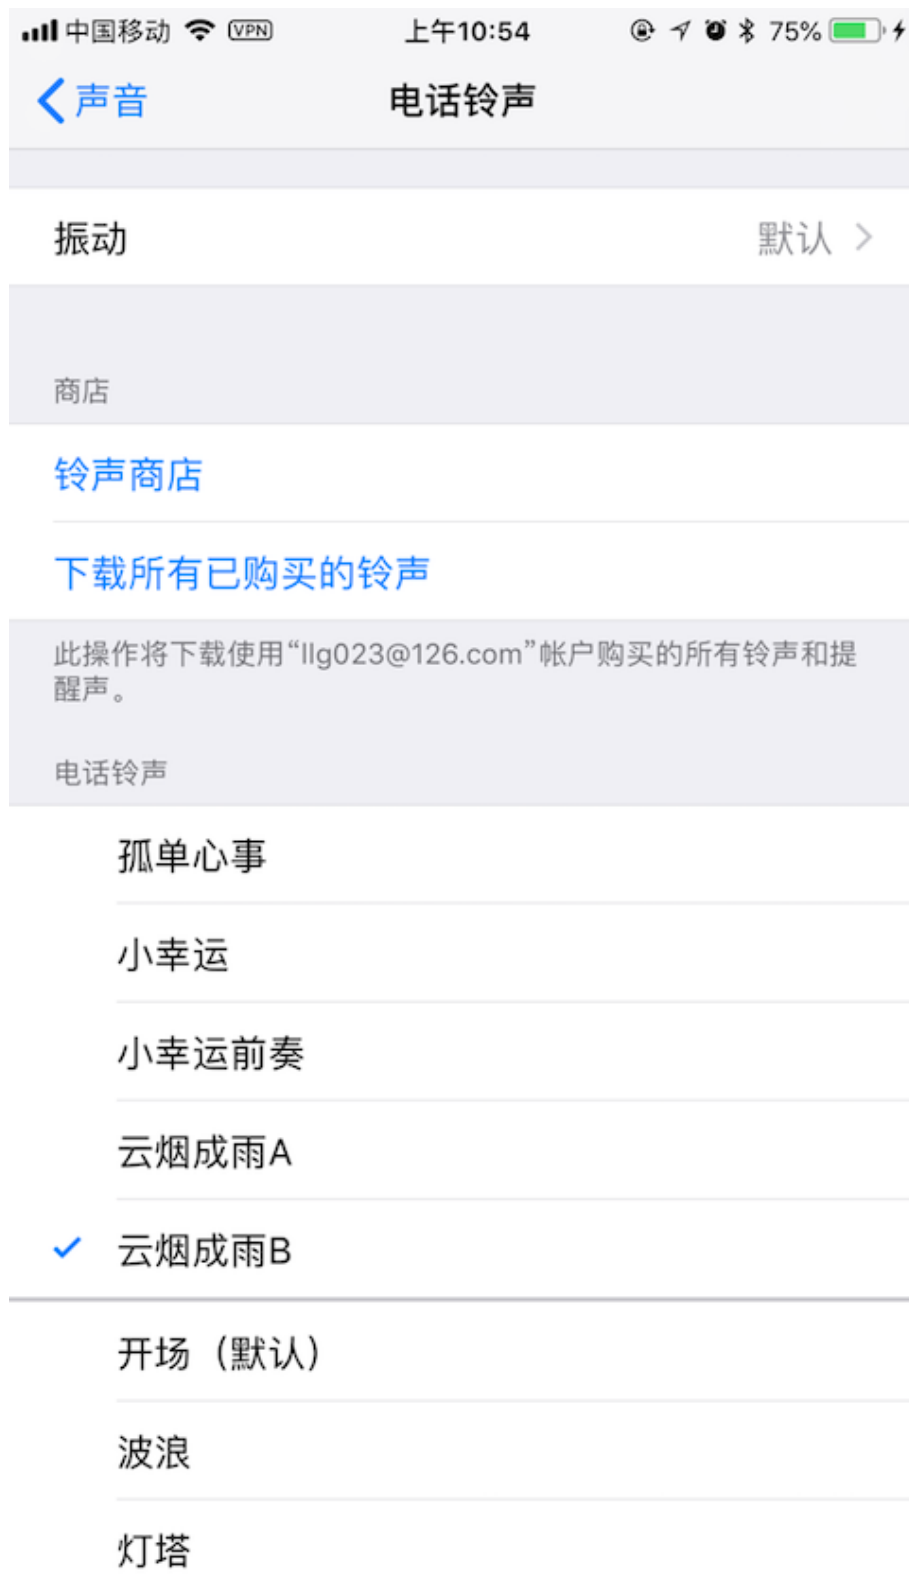 中国移动 VPN 上午10:54 75%
声音 电话铃声
振动 默认
商店
铃声商店
下载所有已购买的铃声
此操作将下载使用“llg023@126.com”帐户购买的所有铃声和提
醒声。
电话铃声
孤单心事
小幸运
小幸运前奏
云烟成雨A
云烟成雨B
开场（默认）
波浪
灯塔